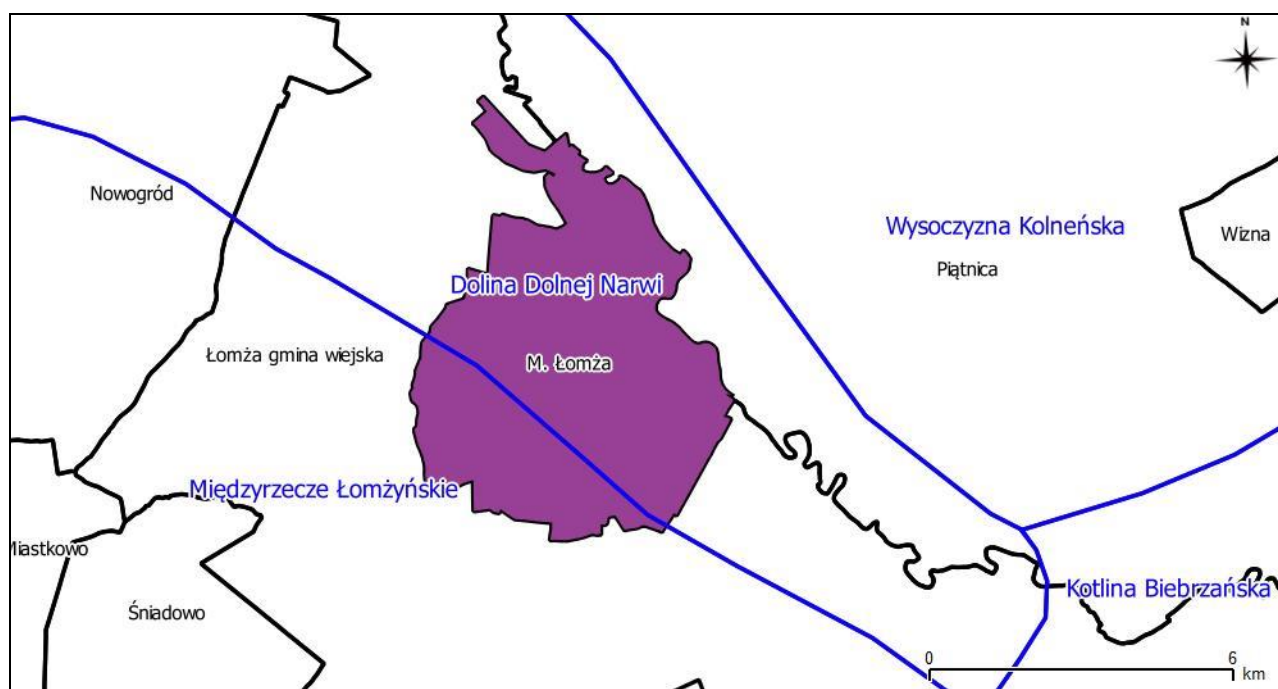 N
Nowogród
Wysoczyzna Kolneńska
Wizna
Piątnica
Dolina Dolnej Narwi
Łomża gmina wiejska
M. Łomża
Międzyrzecze Łomżyńskie
Miastkowo
Kotlina Biebrzańska
Śniadowo
0
6
km